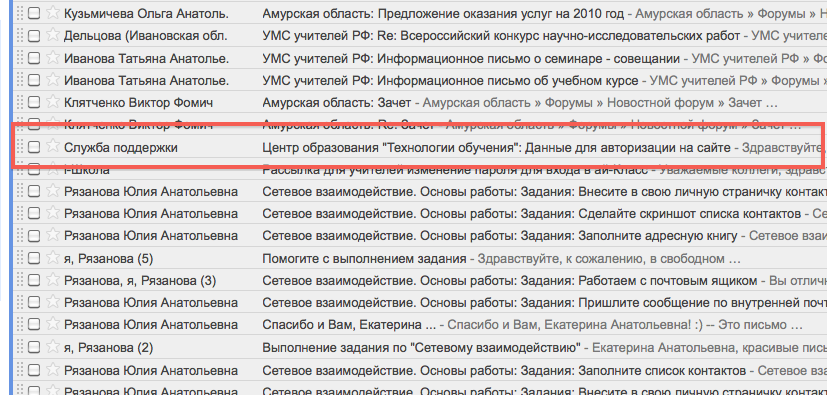 Кузьмичева Ольга Анатоль. Амурская область: Предложение оказания услуг на 2010 год - Амурская область » Форумы »
Дельцова (Ивановская обл. УМС учителей РФ: Re: Всероссийский конкурс научно-исследовательских работ - УМС учителей
Иванова Татьяна Анатолье. УМС учителей РФ: Информационное письмо о семинаре - совещании - УМС учителей РФ » Фо
Иванова Татьяна Анатолье. УМС учителей РФ: Информационное письмо об учебном курсе - УМС учителей РФ » Форумы »
Клятченко Виктор Фомич Амурская область: Зачет - Амурская область » Форумы » Новостной форум » Зачет ...
Клятченко Виктор Фомич Амурская область: Re: Зачет - Амурская область » Форумы » Новостной форум » Зачет ...
Служба поддержки Центр образования "Технологии обучения": Данные для авторизации на сайте - Здравствуйте,
i-Школа Рассылка для учителей изменение пароля для входа в ай-Класс - Уважаемые коллеги, здравс
Рязанова Юлия Анатольевна Сетевое взаимодействие. Основы работы: Задания: Внесите в свою личную страничку контакт
Рязанова Юлия Анатольевна Сетевое взаимодействие. Основы работы: Задания: Сделайте скриншот списка контактов - Се
Рязанова Юлия Анатольевна Сетевое взаимодействие. Основы работы: Задания: Заполните адресную книгу - Сетевое вз
я, Рязанова (5) Помогите с выполнением задания - Здравствуйте, к сожалению, в свободном ...
Рязанова, я, Рязанова (3) Сетевое взаимодействие. Основы работы: Задания: Работаем с почтовым ящиком - Вы отличн
Рязанова Юлия Анатольевна Сетевое взаимодействие. Основы работы: Задания: Пришлите сообщение по внутренней почт
Рязанова Юлия Анатольевна Спасибо и Вам, Екатерина ... - Спасибо и Вам, Екатерина Анатольевна! :) -- Это письмо ...
я, Рязанова (2) Выполнение задания по "Сетевому взаимодействию" - Екатерина Анатольевна, красивые пись
Рязанова Юлия Анатольевна Сетевое взаимодействие. Основы работы: Задания: Заполните список контактов - Сетевое вза
Рязанова Юлия Анатольевна Сетевое взаимодействие. Основы работы: Задания: Внесите в свою личную страничку контакт